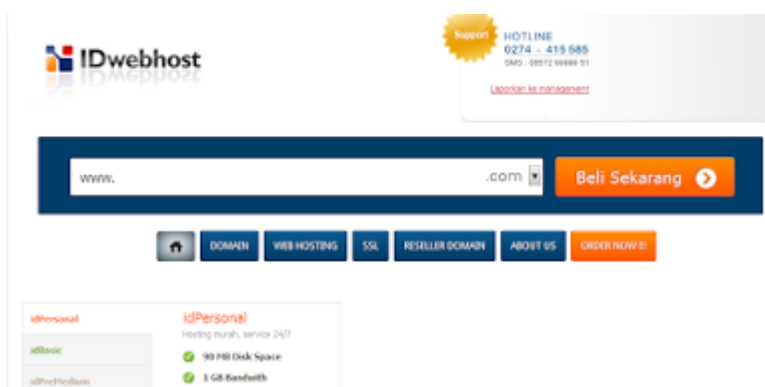 IDwebhost
Support
HOTLINE
0274 - 415 585
Laporkan ke management
www.
.com
Beli Sekarang
DOMAIN
WEB HOSTING
SSL
RESELLER DOMAIN
ABOUT US
ORDER NOW !!
idPersonal
idBasic
idPreMedium
idPersonal
Hosting murah, service 24/7
90 MB Disk Space
1 GB Bandwith